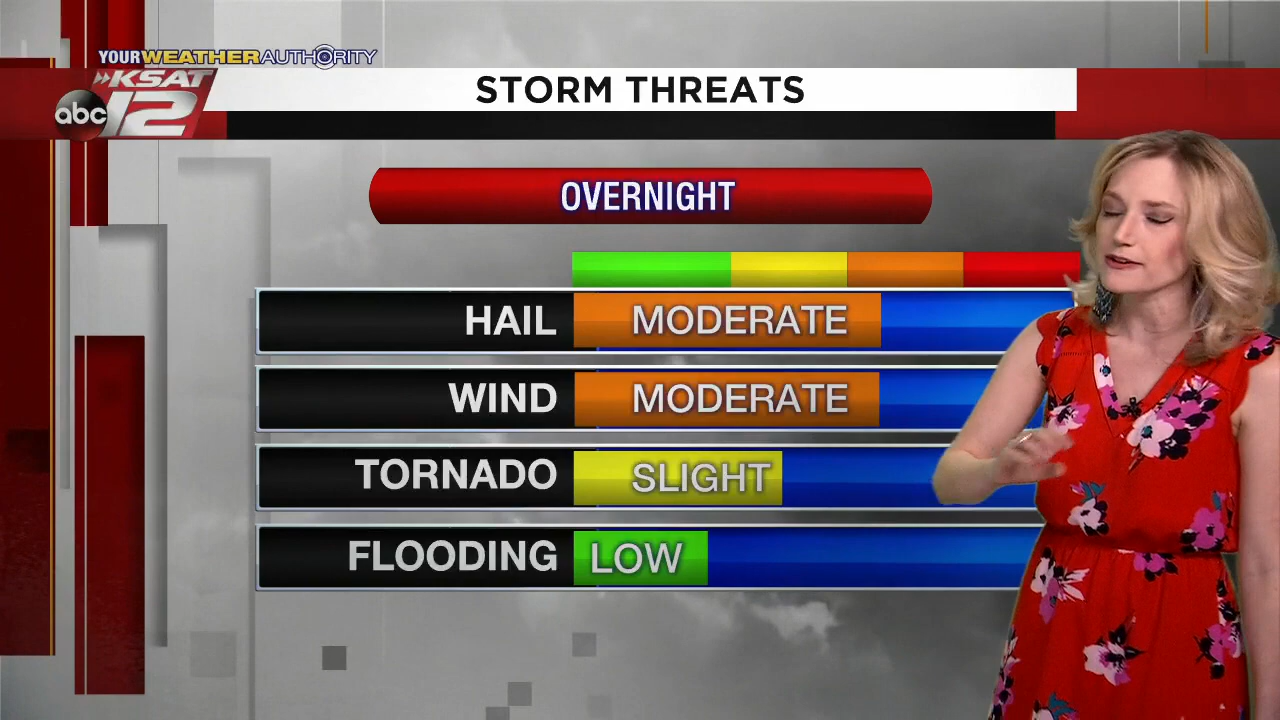 YOURWEATHERAUTHORITY
KSAT
abc 12
STORM THREATS
OVERNIGHT
HAIL MODERATE
WIND MODERATE
TORNADO SLIGHT
FLOODING LOW